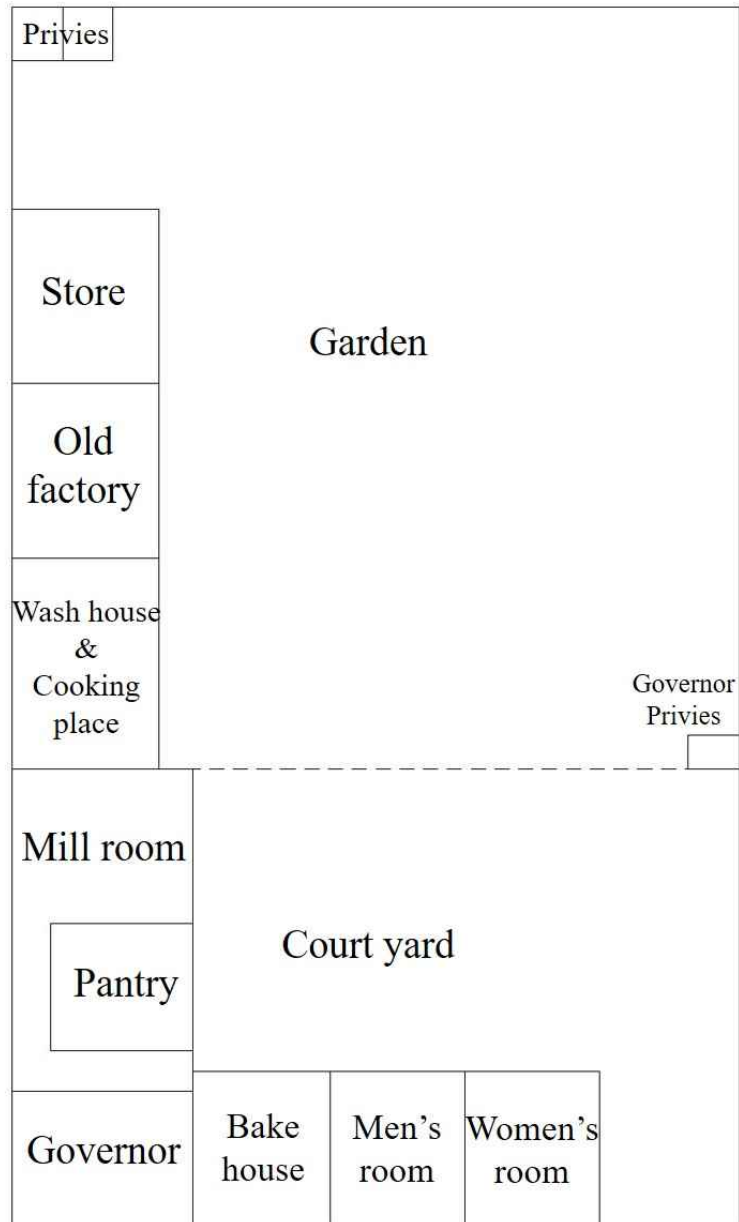 Privies
Store
Garden
Old
factory
Wash house
&
Cooking
place
Governor
Privies
Mill room
Court yard
Pantry
Governor
Bake
house
Men's
room
Women's
room